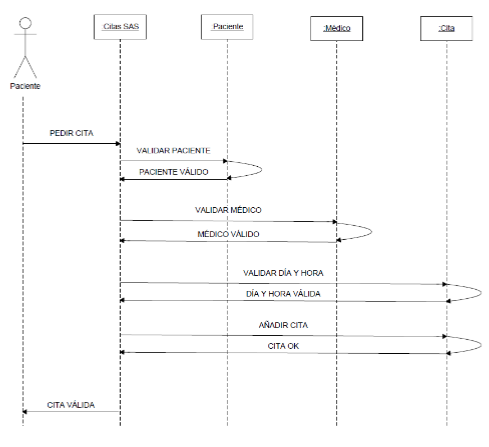 :Citas SAS
:Paciente
:Médico
:Cita
Paciente
PEDIR CITA
VALIDAR PACIENTE
PACIENTE VÁLIDO
VALIDAR MÉDICO
MÉDICO VÁLIDO
VALIDAR DÍA Y HORA
DÍA Y HORA VÁLIDA
AÑADIR CITA
CITA OK
CITA VÁLIDA